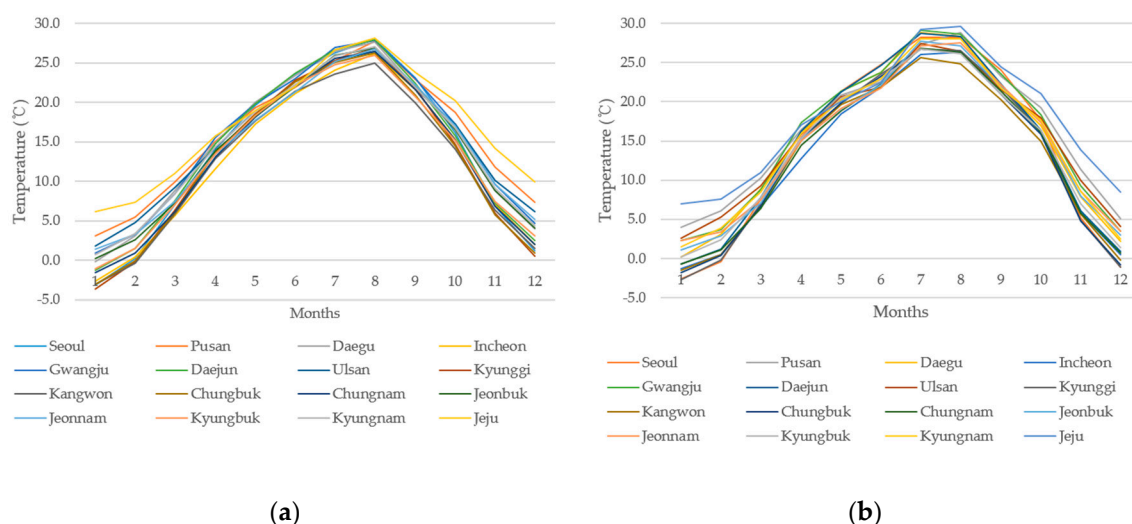 30.0
25.0
20.0
15.0
10.0
5.0
0.0
-5.0
Temperature (℃)
1 2 3 4 5 6 7 8 9 10 11 12
Months
Seoul Pusan Daegu Incheon
Gwangju Daejun Ulsan Kyunggi
Kangwon Chungbuk Chungnam Jeonbuk
Jeonnam Kyungbuk Kyungnam Jeju
(a)
30.0
25.0
20.0
15.0
10.0
5.0
0.0
-5.0
Temperature (℃)
1 2 3 4 5 6 7 8 9 10 11 12
Months
Seoul Pusan Daegu Incheon
Gwangju Daejun Ulsan Kyunggi
Kangwon Chungbuk Chungnam Jeonbuk
Jeonnam Kyungbuk Kyungnam Jeju
(b)